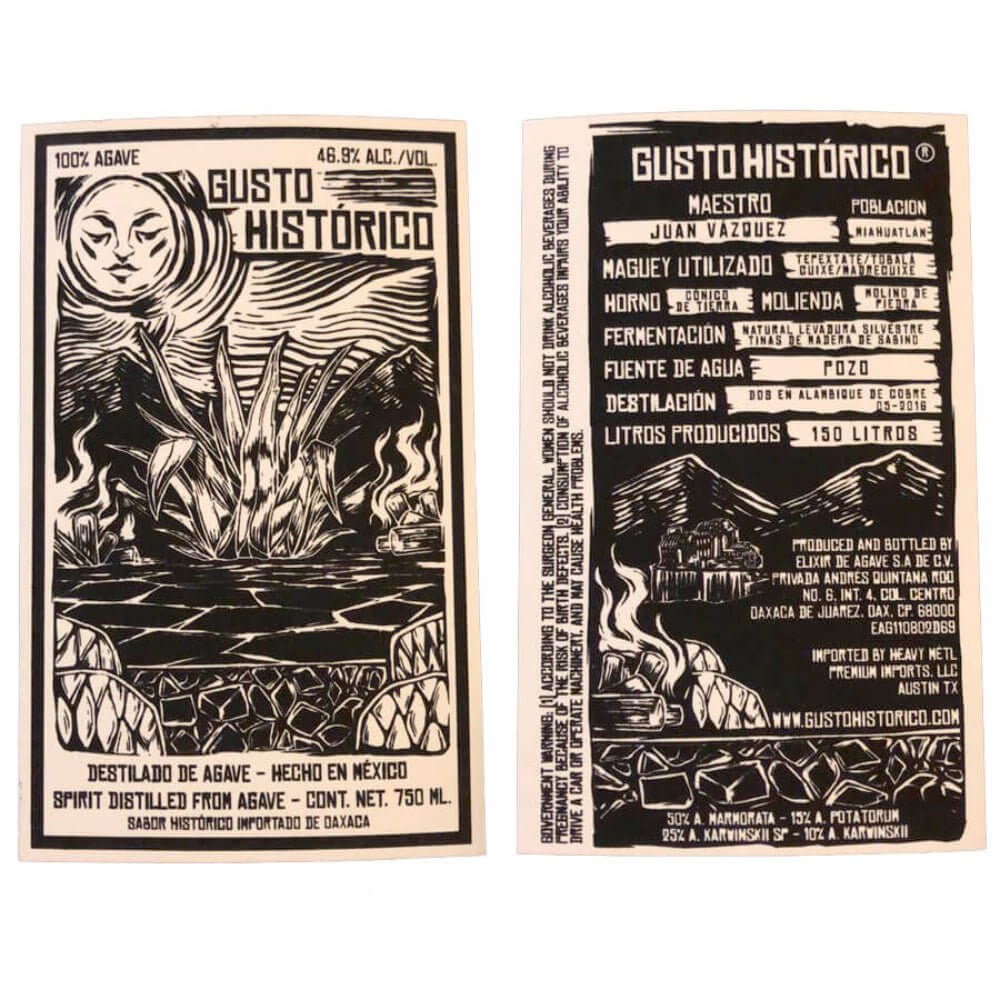 100% AGAVE
46.9% ALC./VOL.
GUSTO
HISTÓRICO
DESTILADO DE AGAVE - HECHO EN MÉXICO
SPIRIT DISTILLED FROM AGAVE - CONT. NET. 750 ML.
SABOR HISTÓRICO IMPORTADO DE OAXACA
GOVERNMENT WARNING: (1) ACCORDING TO THE SURGEON GENERAL, WOMEN SHOULD NOT DRINK ALCOHOLIC BEVERAGES DURING
PREGNANCY BECAUSE OF THE RISK OF BIRTH DEFECTS. 2) CONSUMPTION OF ALCOHOLIC BEVERAGES IMPAIRS YOUR ABILITY TO
DRIVE A CAR OR OPERATE MACHINERY, AND MAY CAUSE HEALTH PROBLEMS.
GUSTO HISTÓRICO ®
MAESTRO
POBLACION
JUAN VÁZQUEZ
MIAHUATLÁN
MAGUEY UTILIZADO
TEPEXTATE/TOBALA
CUIXE/MADRECUIXE
HORNO
CONICO
DE TIERRA
MOLIENDA
MOLINO DE
PIEDRA
FERMENTACIÓN
NATURAL LEVADURA SILVESTRE
TINAS DE MADERA DE SABINO
FUENTE DE AGUA
POZO
DESTILACIÓN
DOS EN ALAMBIQUE DE COBRE
05-2016
LITROS PRODUCIDOS
150 LITROS
PRODUCED AND BOTTLED BY
ELIXIR DE AGAVE S.A DE C.V.
PRIVADA ANDRÉS QUINTANA ROO
NO. 6, INT. 4, COL. CENTRO
OAXACA DE JUÁREZ, OAX. CP. 68000
EAG110802D69
IMPORTED BY HEAVY METL
PREMIUM IMPORTS, LLC
AUSTIN TX
WWW.GUSTOHISTORICO.COM
50% A. MARMORATA - 15% A. POTATORUM
25% A. KARWINSKII SP - 10% A. KARWINSKII